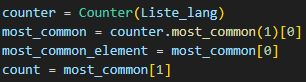 counter = Counter(Liste_lang)
most_common = counter.most_common(1)[0]
most_common_element = most_common[0]
count = most_common[1]